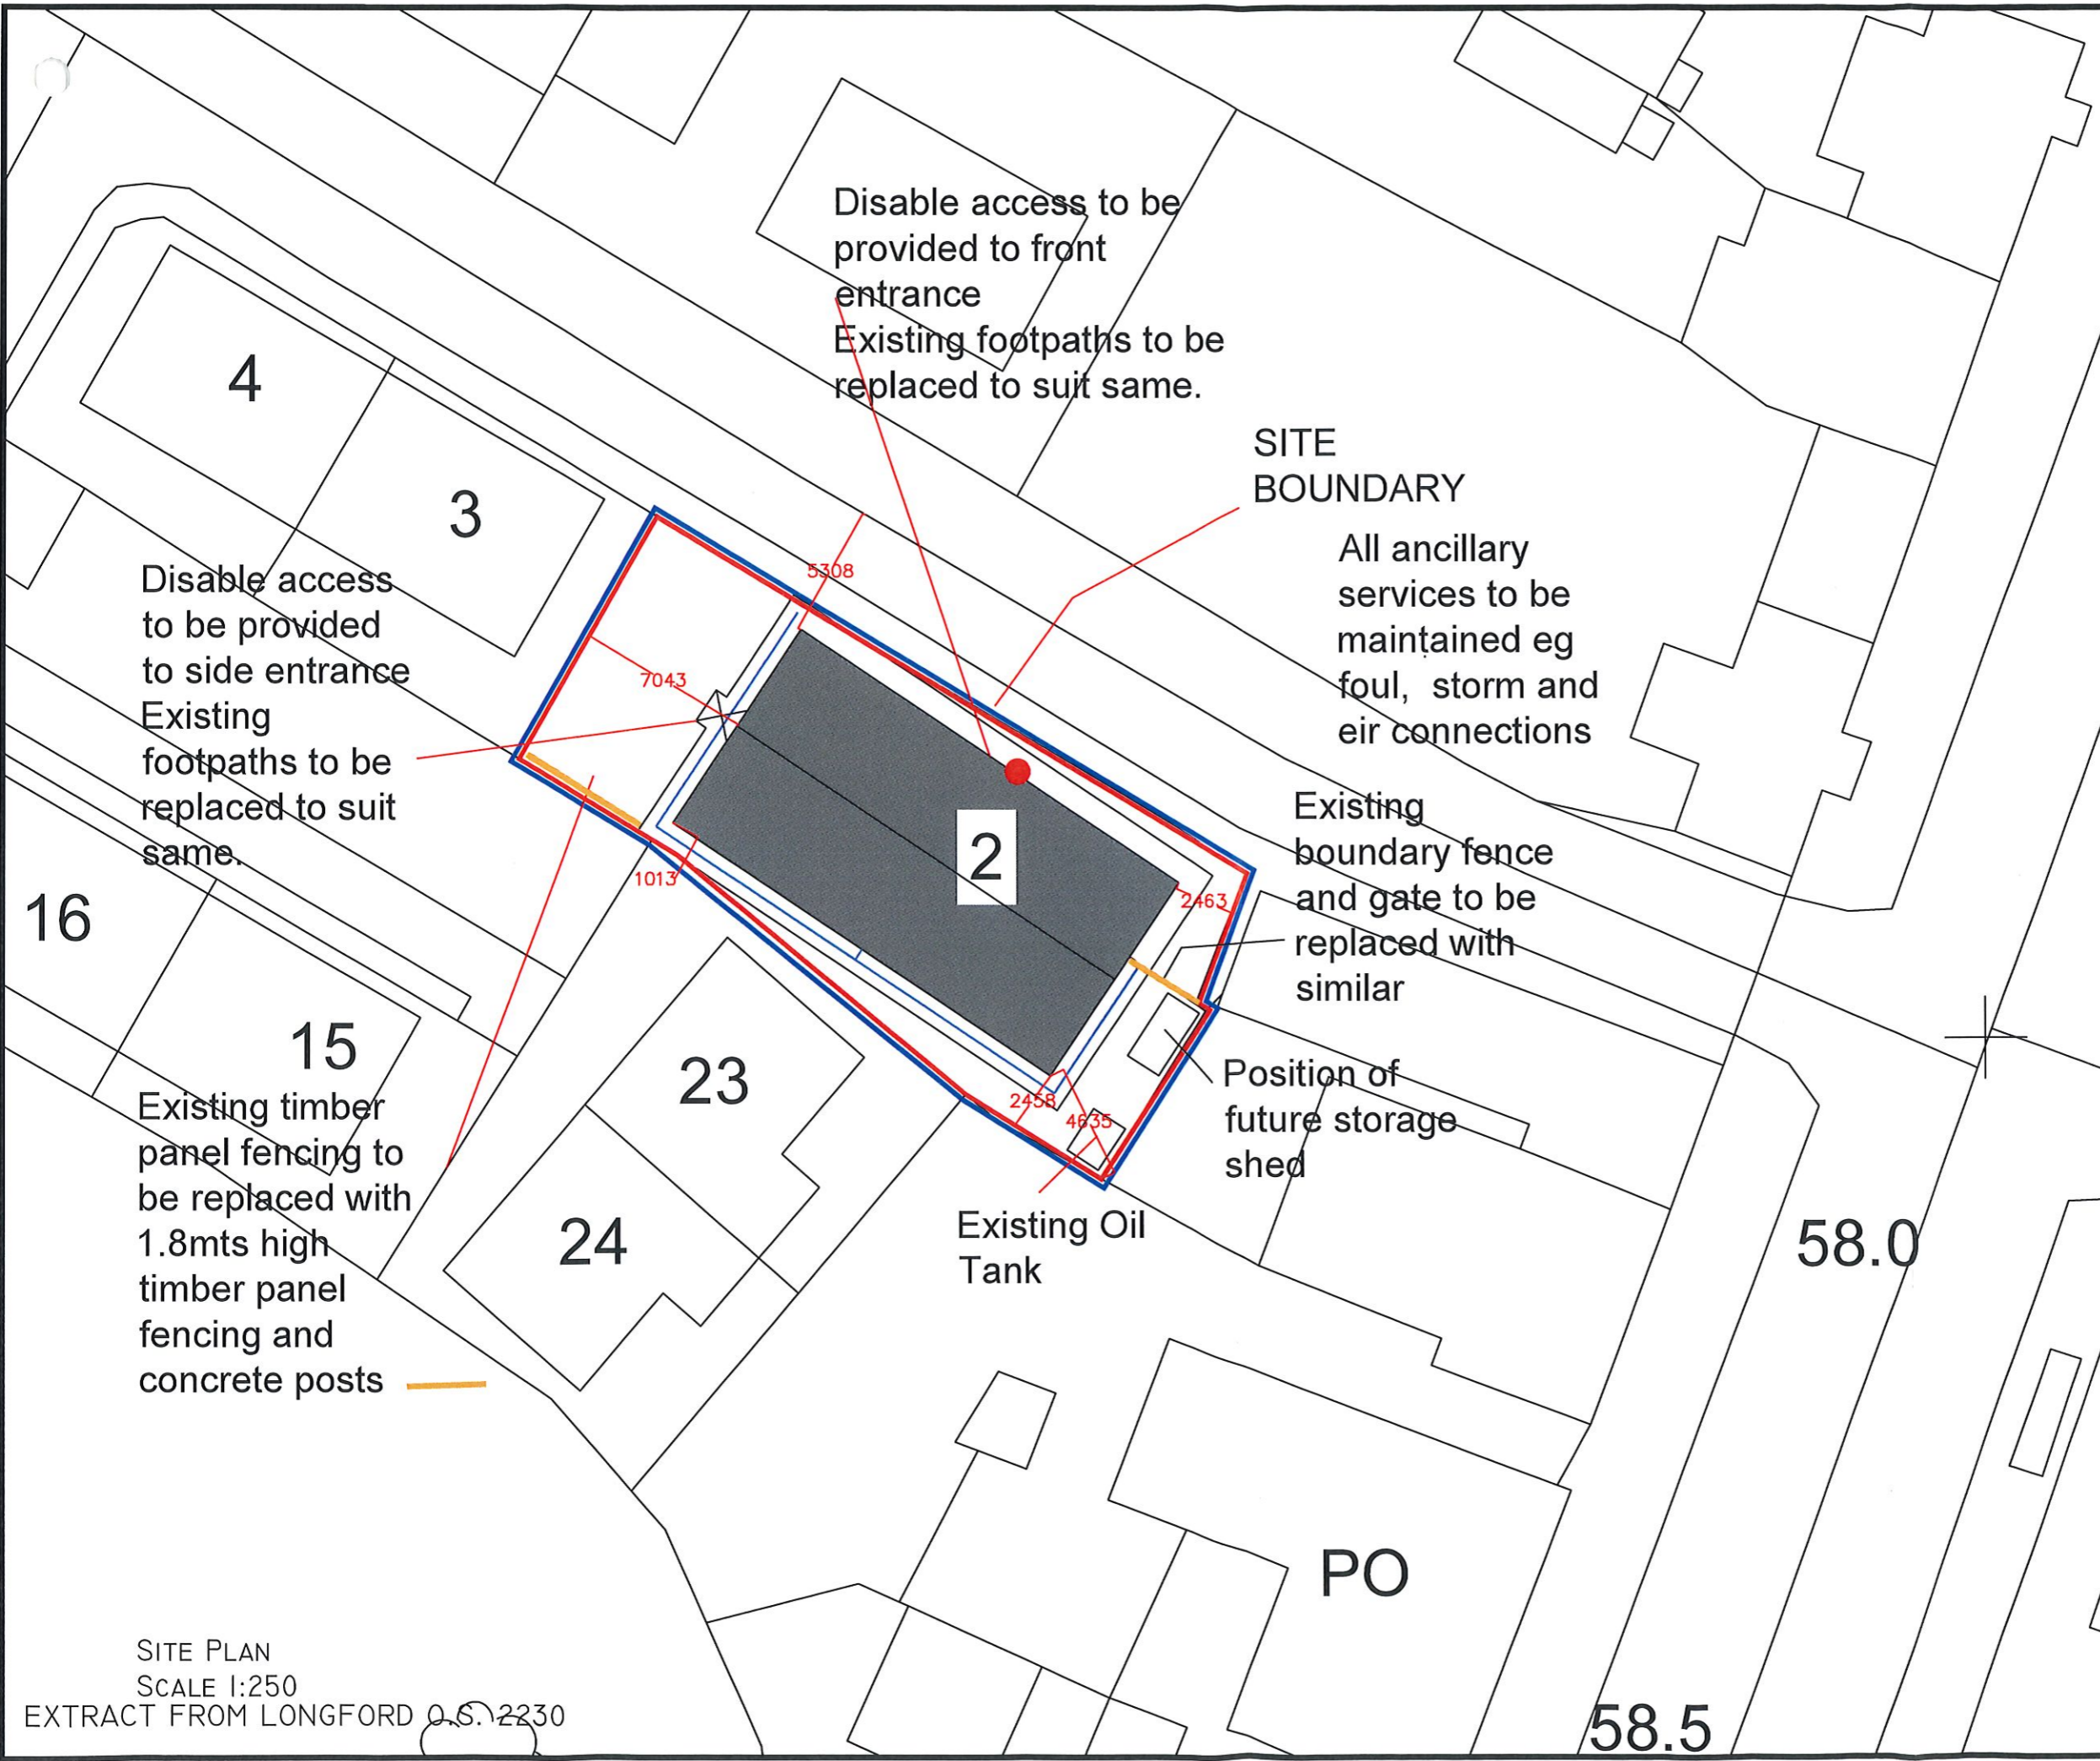 Disable access to be
provided to front
entrance
Existing footpaths to be
replaced to suit same.
4
3
SITE
BOUNDARY
All ancillary
services to be
maintained eg
foul, storm and
eir connections
Disable access
to be provided
to side entrance
Existing
footpaths to be
replaced to suit
same.
5308
7043
1013
2
2463
2458
4635
Existing
boundary fence
and gate to be
replaced with
similar
Position of
future storage
shed
Existing Oil
Tank
16
15
23
24
Existing timber
panel fencing to
be replaced with
1.8mts high
timber panel
fencing and
concrete posts
58.0
PO
58.5
SITE PLAN
SCALE 1:250
EXTRACT FROM LONGFORD O.S. 2230